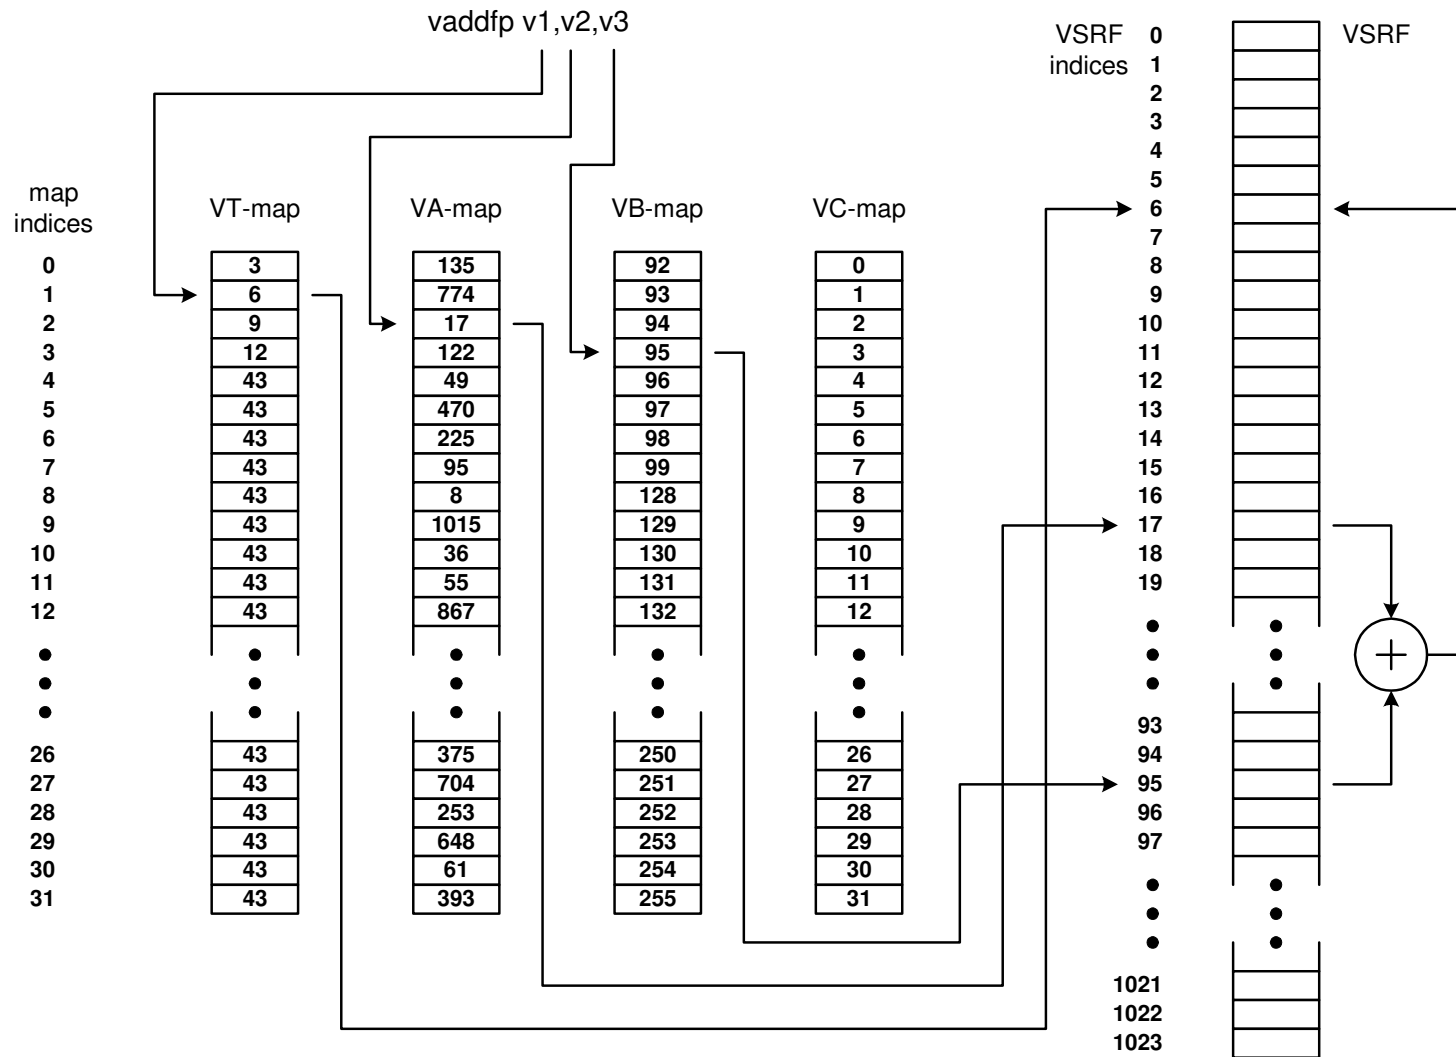 vaddfp v1,v2,v3
VSRF indices 0 VSRF
1
2
3
4
5
6
7
8
9
10
11
12
13
14
15
16
17
18
19
93
94
95
96
97
1021
1022
1023
map indices VT-map VA-map VB-map VC-map
0 3 135 92 0
1 6 774 93 1
2 9 17 94 2
3 12 122 95 3
4 43 49 96 4
5 43 470 97 5
6 43 225 98 6
7 43 95 99 7
8 43 8 128 8
9 43 1015 129 9
10 43 36 130 10
11 43 55 131 11
12 43 867 132 12
26 43 375 250 26
27 43 704 251 27
28 43 253 252 28
29 43 648 253 29
30 43 61 254 30
31 43 393 255 31